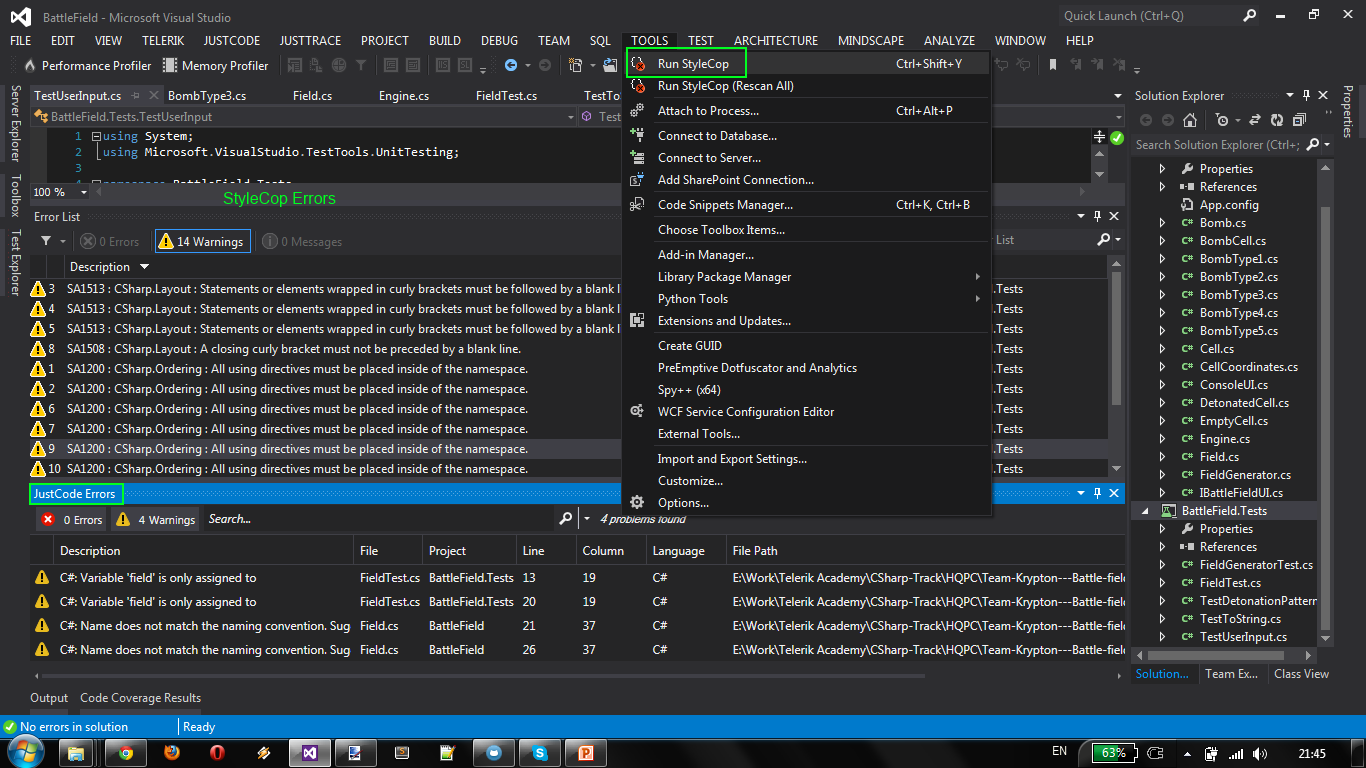 BattleField - Microsoft Visual Studio
Quick Launch (Ctrl+Q)
FILE EDIT VIEW TELERIK JUSTCODE JUSTTRACE PROJECT BUILD DEBUG TEAM SQL TOOLS TEST ARCHITECTURE MINDSCAPE ANALYZE WINDOW HELP
Performance Profiler Memory Profiler
TestUserInput.cs BombType3.cs Field.cs Engine.cs FieldTest.cs TestTo
BattleField.Tests.TestUserInput Test
1 using System;
2 using Microsoft.VisualStudio.TestTools.UnitTesting;
3
100 %
StyleCop Errors
Error List
0 Errors 14 Warnings 0 Messages
List
Description
3 SA1513 : CSharp.Layout : Statements or elements wrapped in curly brackets must be followed by a blank l .Tests
4 SA1513 : CSharp.Layout : Statements or elements wrapped in curly brackets must be followed by a blank l .Tests
5 SA1513 : CSharp.Layout : Statements or elements wrapped in curly brackets must be followed by a blank l .Tests
8 SA1508 : CSharp.Layout : A closing curly bracket must not be preceded by a blank line. .Tests
1 SA1200 : CSharp.Ordering : All using directives must be placed inside of the namespace. .Tests
2 SA1200 : CSharp.Ordering : All using directives must be placed inside of the namespace. .Tests
6 SA1200 : CSharp.Ordering : All using directives must be placed inside of the namespace. .Tests
7 SA1200 : CSharp.Ordering : All using directives must be placed inside of the namespace. .Tests
9 SA1200 : CSharp.Ordering : All using directives must be placed inside of the namespace. .Tests
10 SA1200 : CSharp.Ordering : All using directives must be placed inside of the namespace. .Tests
Run StyleCop Ctrl+Shift+Y
Run StyleCop (Rescan All)
Attach to Process... Ctrl+Alt+P
Connect to Database...
Connect to Server...
Add SharePoint Connection...
Code Snippets Manager... Ctrl+K, Ctrl+B
Choose Toolbox Items...
Add-in Manager...
Library Package Manager
Python Tools
Extensions and Updates...
Create GUID
PreEmptive Dotfuscator and Analytics
Spy++ (x64)
WCF Service Configuration Editor
External Tools...
Import and Export Settings...
Customize...
Options...
JustCode Errors
0 Errors 4 Warnings Search... 4 problems found
Description File Project Line Column Language File Path
C#: Variable 'field' is only assigned to FieldTest.cs BattleField.Tests 13 19 C# E:\Work\Telerik Academy\CSharp-Track\HQPC\Team-Krypton---Battle-field
C#: Variable 'field' is only assigned to FieldTest.cs BattleField.Tests 20 19 C# E:\Work\Telerik Academy\CSharp-Track\HQPC\Team-Krypton---Battle-field
C#: Name does not match the naming convention. Sug Field.cs BattleField 21 37 C# E:\Work\Telerik Academy\CSharp-Track\HQPC\Team-Krypton---Battle-field
C#: Name does not match the naming convention. Sug Field.cs BattleField 26 37 C# E:\Work\Telerik Academy\CSharp-Track\HQPC\Team-Krypton---Battle-field
Output Code Coverage Results
Server Explorer
Toolbox
Test Explorer
Solution Explorer
Search Solution Explorer (Ctrl+;
Properties
References
App.config
Bomb.cs
BombCell.cs
BombType1.cs
BombType2.cs
BombType3.cs
BombType4.cs
BombType5.cs
Cell.cs
CellCoordinates.cs
ConsoleUI.cs
DetonatedCell.cs
EmptyCell.cs
Engine.cs
Field.cs
FieldGenerator.cs
IBattleFieldUI.cs
BattleField.Tests
Properties
References
FieldGeneratorTest.cs
FieldTest.cs
TestDetonationPattern
TestToString.cs
TestUserInput.cs
Solution... Team Ex... Class View
Properties
No errors in solution Ready
EN 63% 21:45